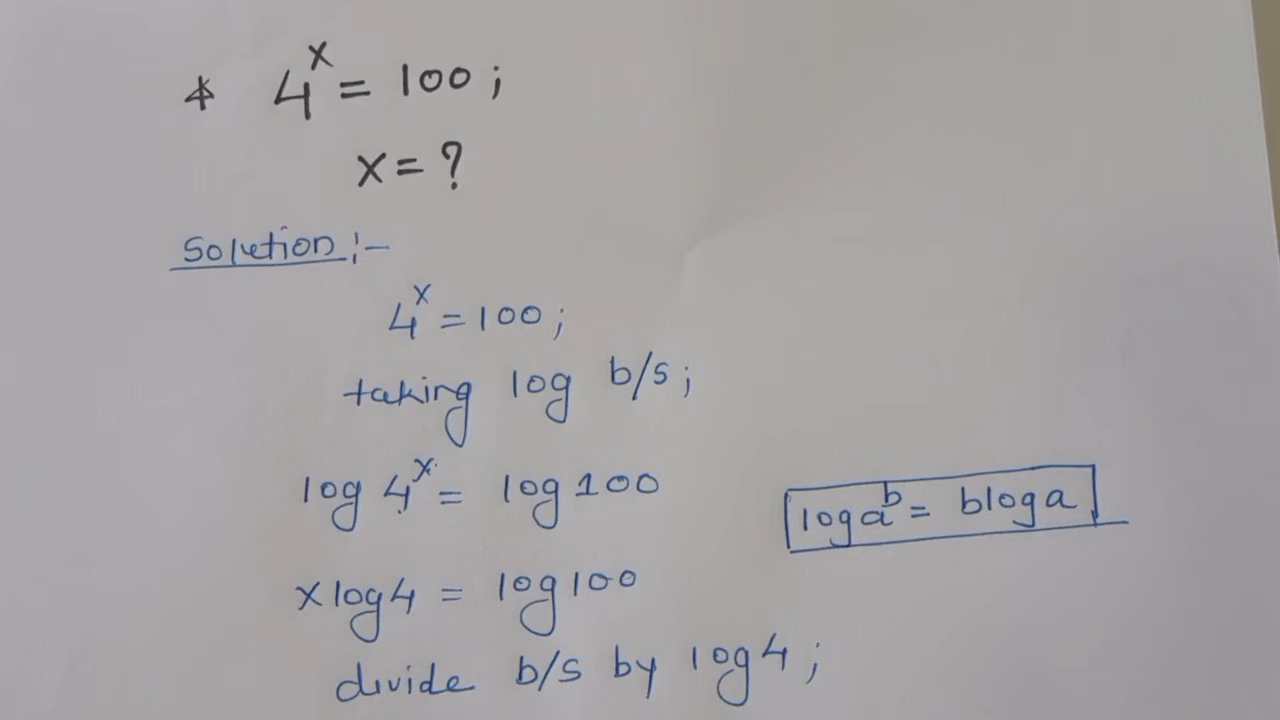 * 4^x = 100 ;
x = ?
Solution :-
4^x = 100 ;
taking log b/s ;
log 4^x = log 100
log a^b = b log a
x log 4 = log 100
divide b/s by log 4 ;